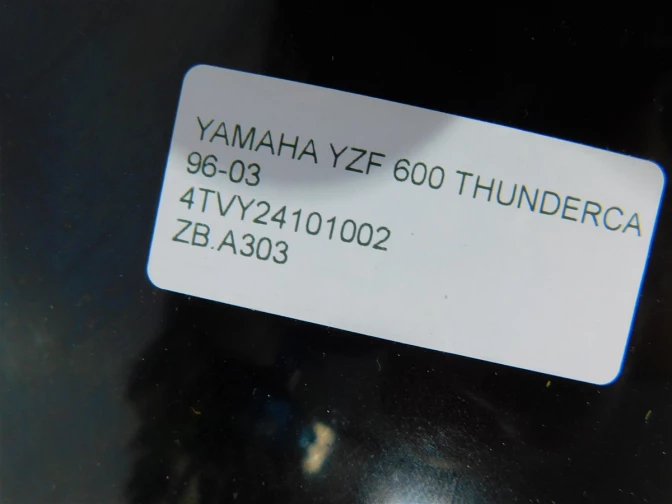 YAMAHA YZF 600 THUNDERCA
96-03
4TVY24101002
ZB.A303